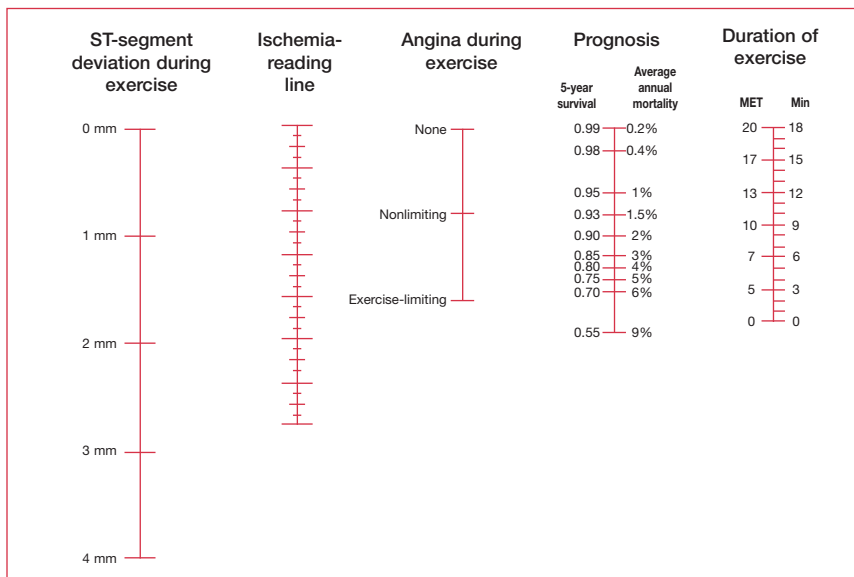 ST-segment
deviation during
exercise
0 mm
1 mm
2 mm
3 mm
4 mm
Ischemia-
reading
line
Angina during
exercise
None
Nonlimiting
Exercise-limiting
Prognosis
5-year
survival
Average
annual
mortality
0.99 0.2%
0.98 0.4%
0.95 1%
0.93 1.5%
0.90 2%
0.85 3%
0.80 4%
0.75 5%
0.70 6%
0.55 9%
Duration of
exercise
MET Min
20 18
17 15
13 12
10 9
7 6
5 3
0 0